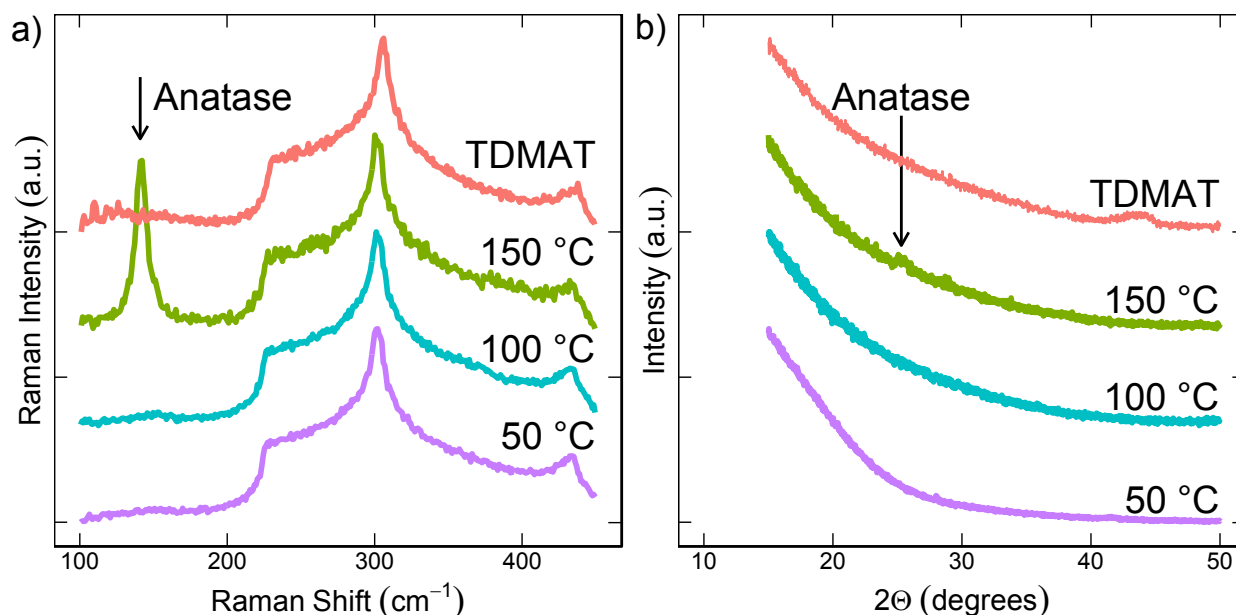 a)
Anatase
TDMAT
150 °C
100 °C
50 °C
Raman Intensity (a.u.)
100 200 300 400
Raman Shift (cm⁻¹)
b)
Anatase
TDMAT
150 °C
100 °C
50 °C
Intensity (a.u.)
10 20 30 40 50
2Θ (degrees)